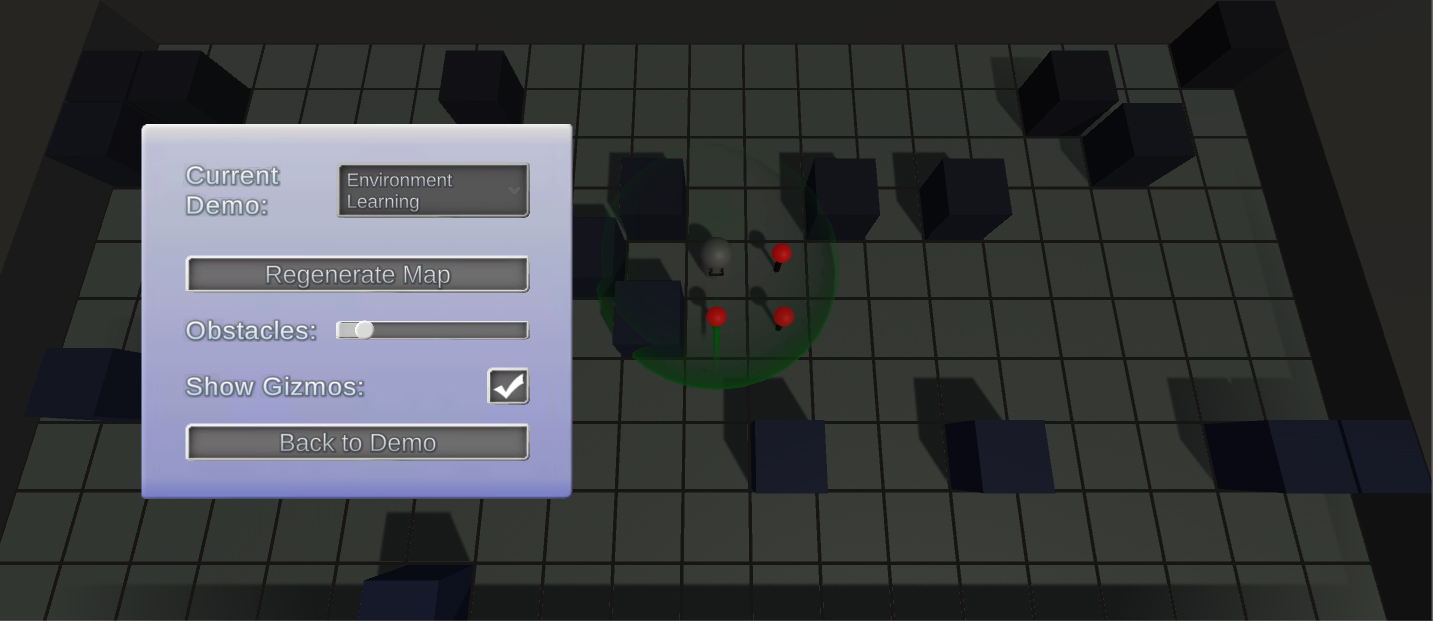 Current
Demo:
Environment
Learning
Regenerate Map
Obstacles:
Show Gizmos:
Back to Demo